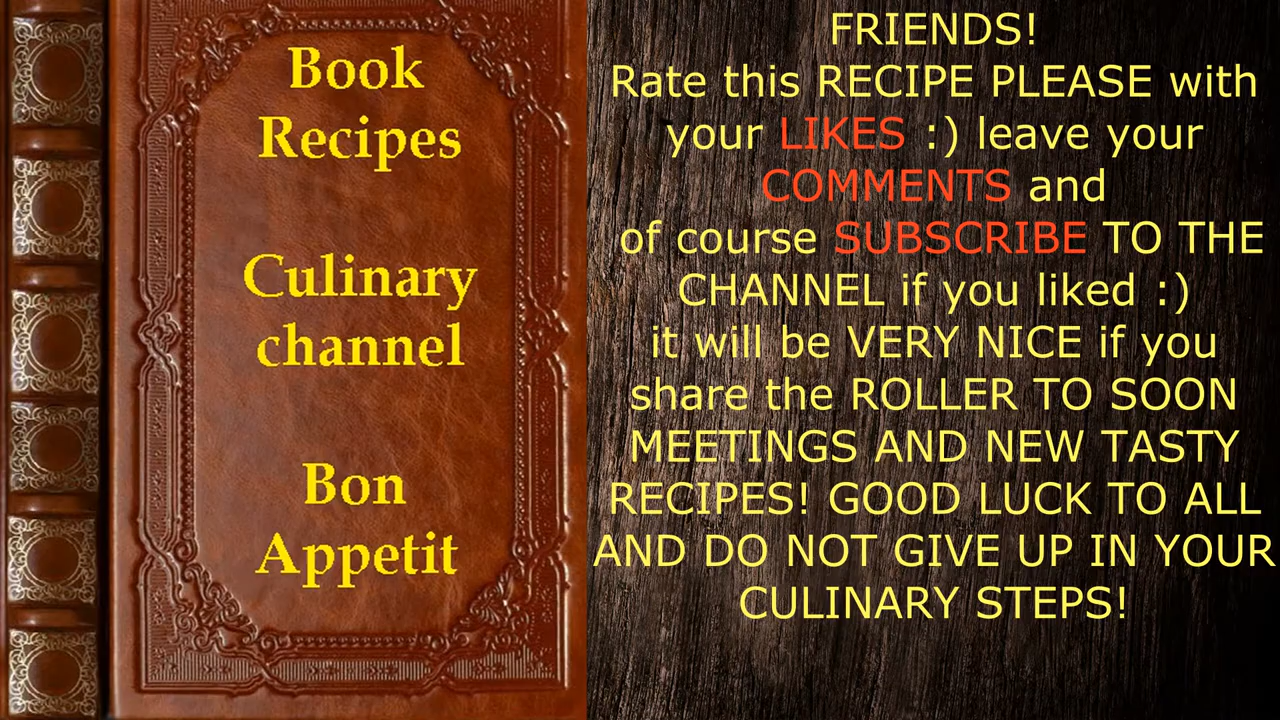 Book
Recipes
Culinary
channel
Bon
Appetit
FRIENDS!
Rate this RECIPE PLEASE with
your LIKES :) leave your
COMMENTS and
of course SUBSCRIBE TO THE
CHANNEL if you liked :)
it will be VERY NICE if you
share the ROLLER TO SOON
MEETINGS AND NEW TASTY
RECIPES! GOOD LUCK TO ALL
AND DO NOT GIVE UP IN YOUR
CULINARY STEPS!